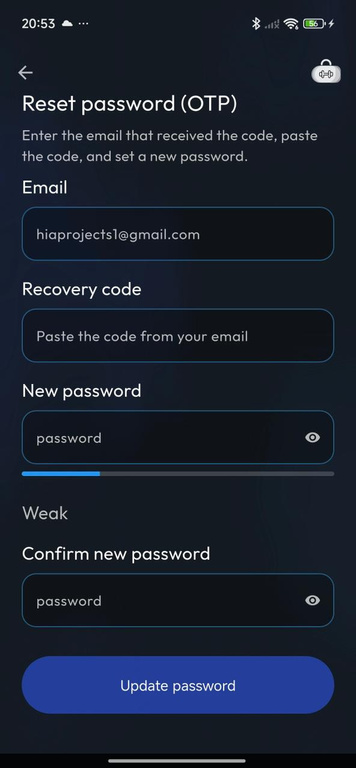 20:53
56
Reset password (OTP)
Enter the email that received the code, paste
the code, and set a new password.
Email
hiaprojects1@gmail.com
Recovery code
Paste the code from your email
New password
password
Weak
Confirm new password
password
Update password